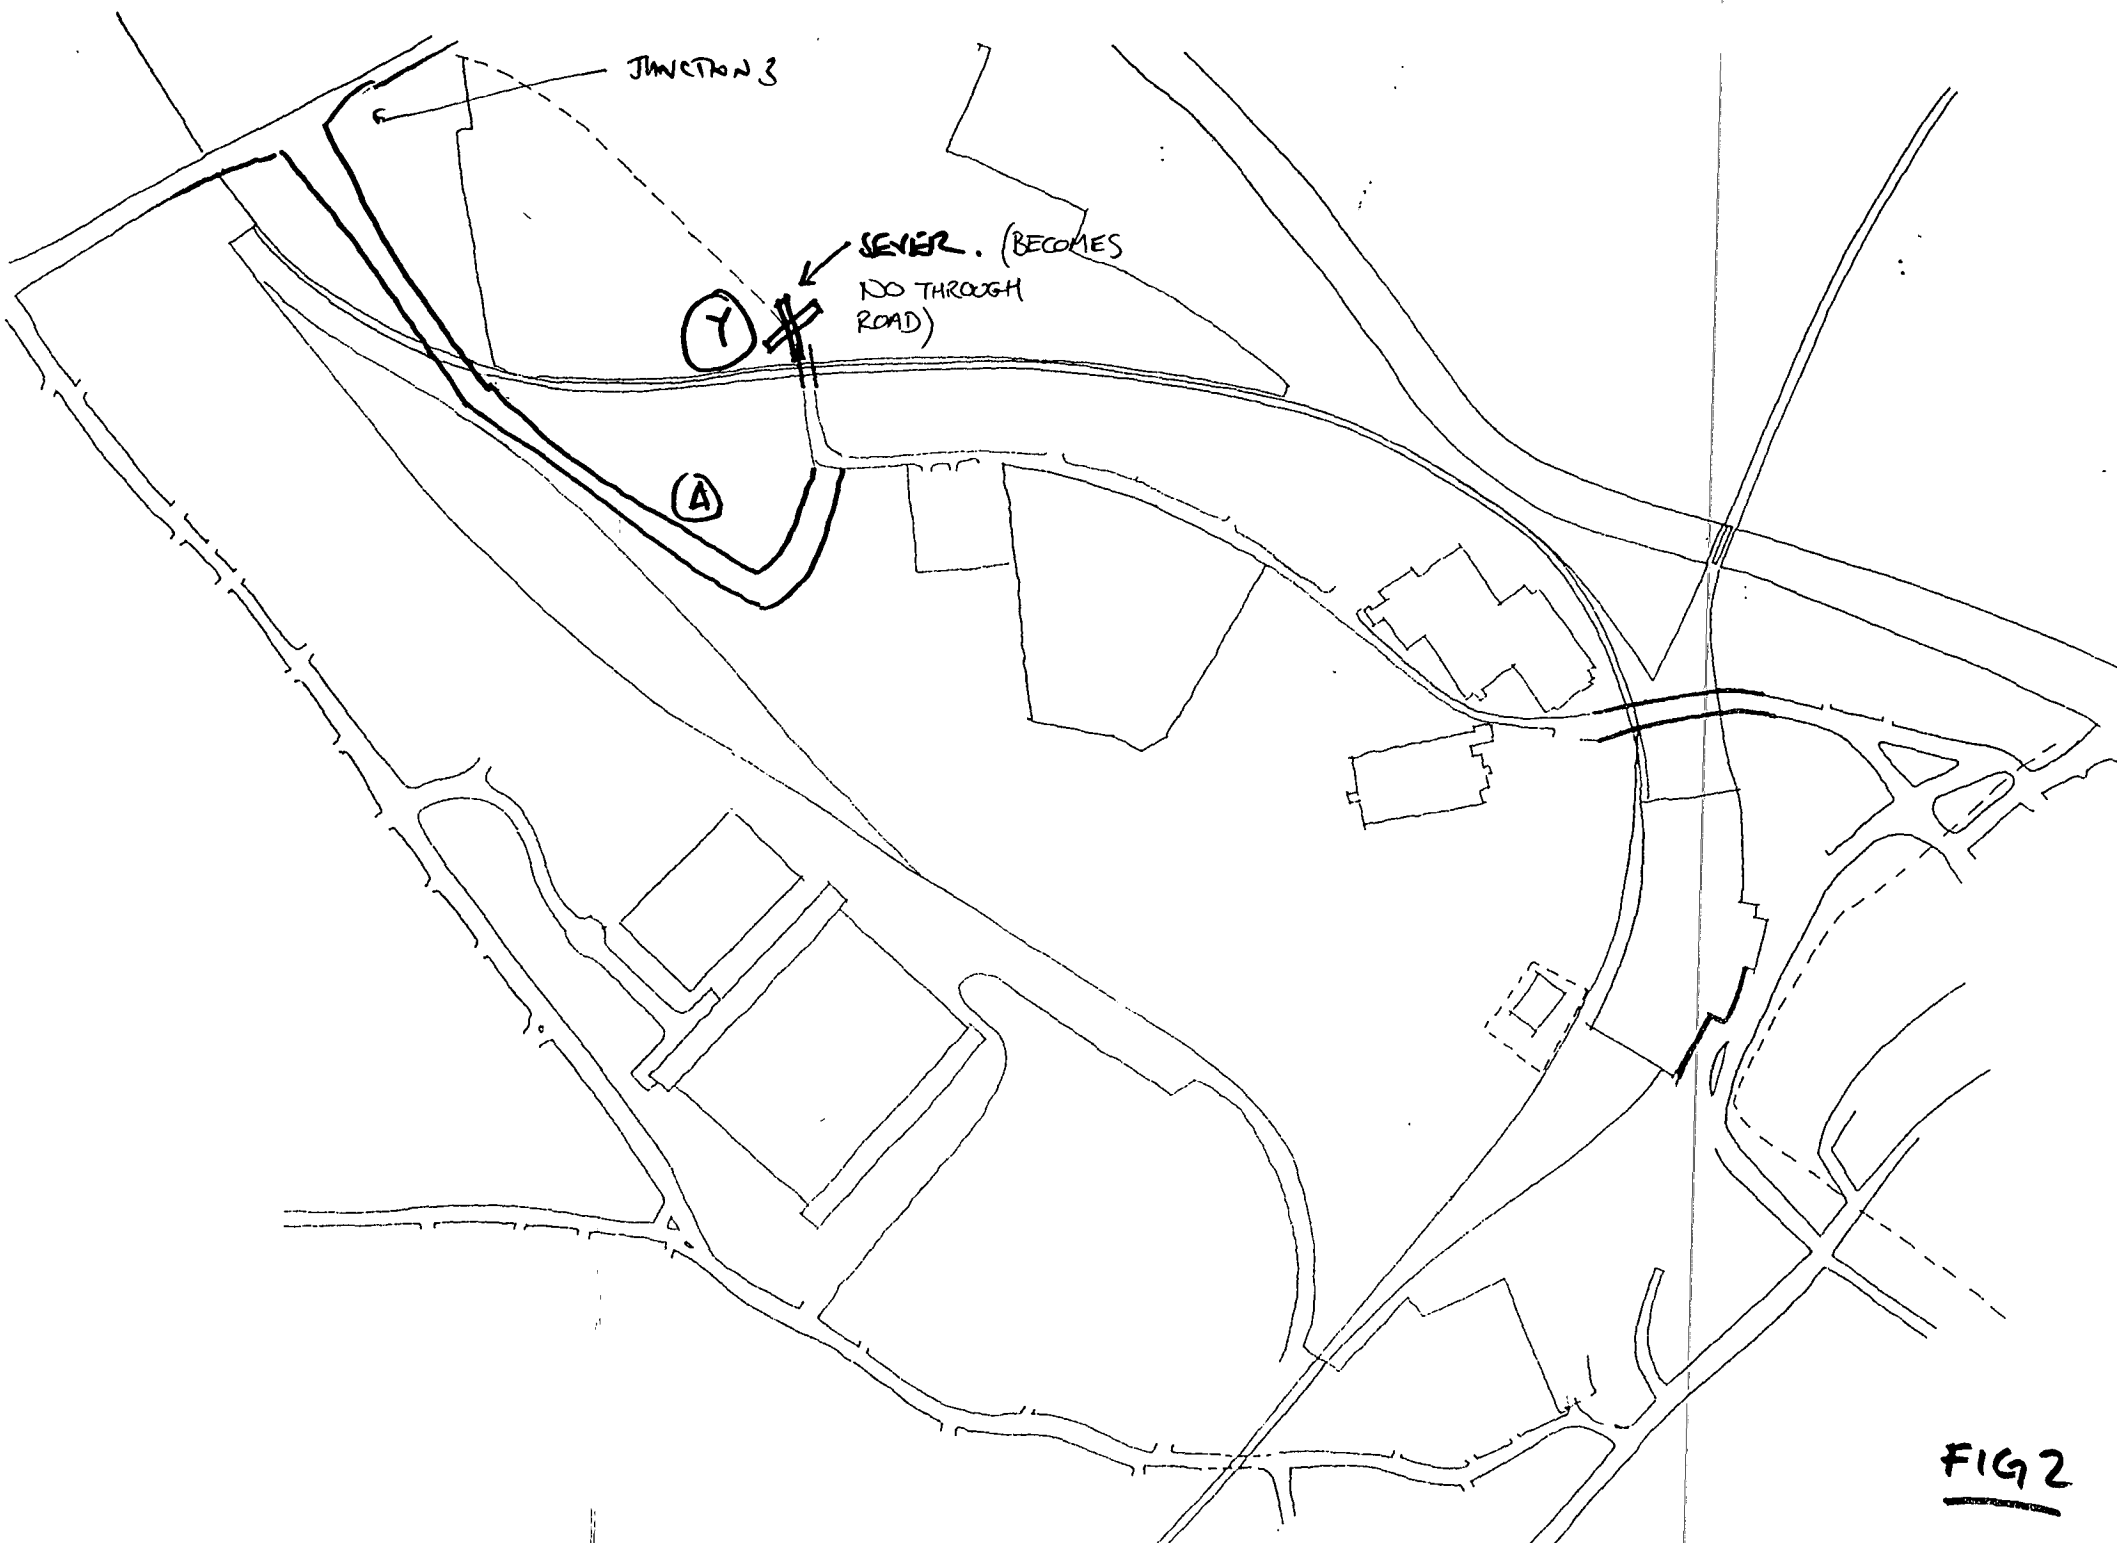 JUNCTION 3
SEVER. (BECOMES
NO THROUGH
ROAD)
Y
A
FIG 2